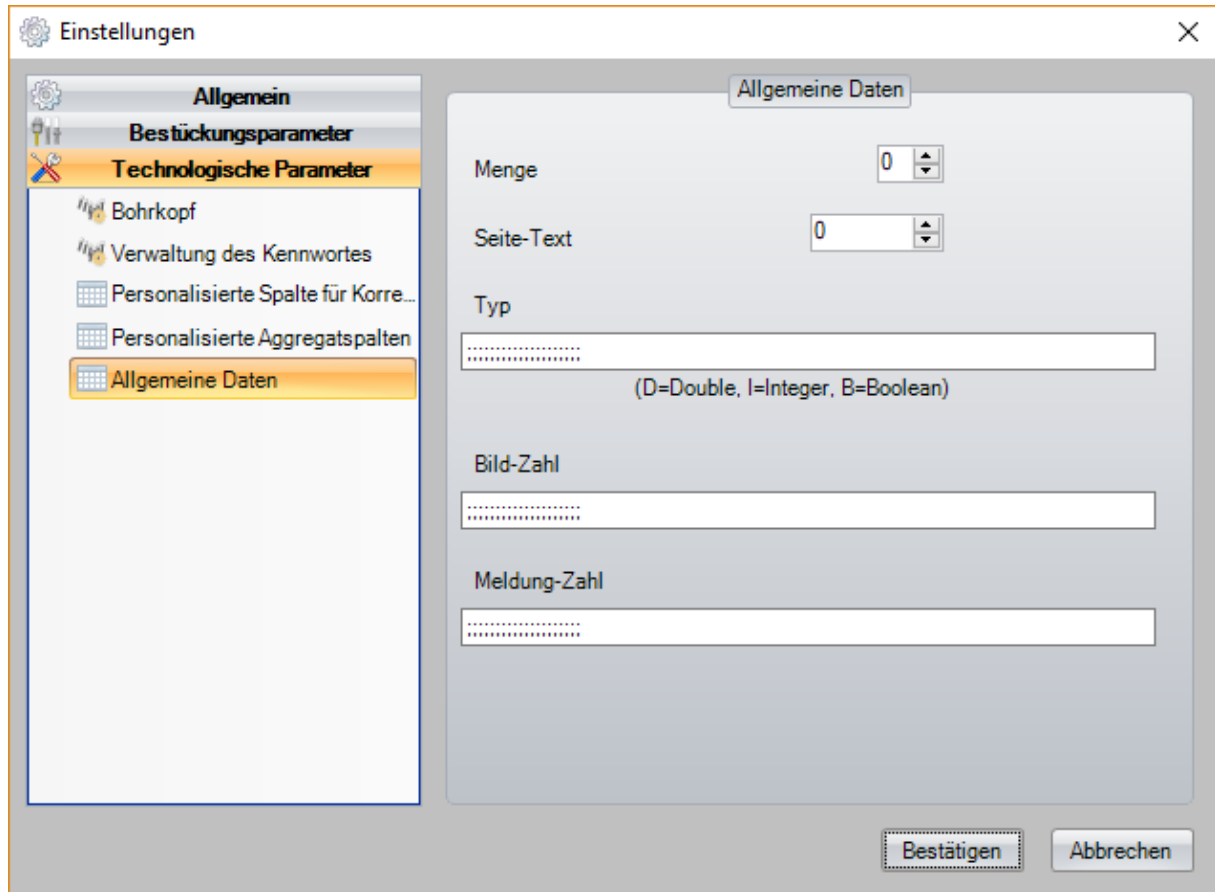 Einstellungen
Allgemein
Bestückungsparameter
Technologische Parameter
Bohrkopf
Verwaltung des Kennwortes
Personalisierte Spalte für Korre...
Personalisierte Aggregatspalten
Allgemeine Daten
Allgemeine Daten
Menge 0
Seite-Text 0
Typ
;;;;;;;;;;;;;;;;;;;;
(D=Double, I=Integer, B=Boolean)
Bild-Zahl
;;;;;;;;;;;;;;;;;;;;
Meldung-Zahl
;;;;;;;;;;;;;;;;;;;;
Bestätigen Abbrechen